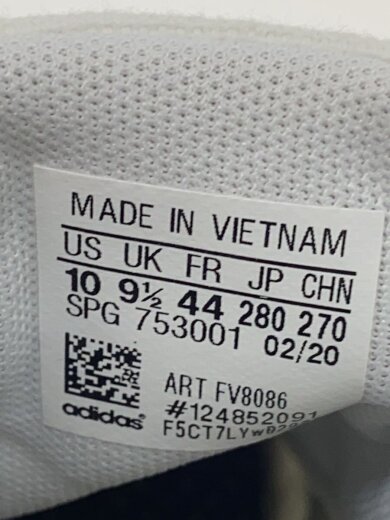 MADE IN VIETNAM
US UK FR JP CHN
10 9½ 44 280 270
SPG 753001 02/20
ART FV8086
#124852091
adidas